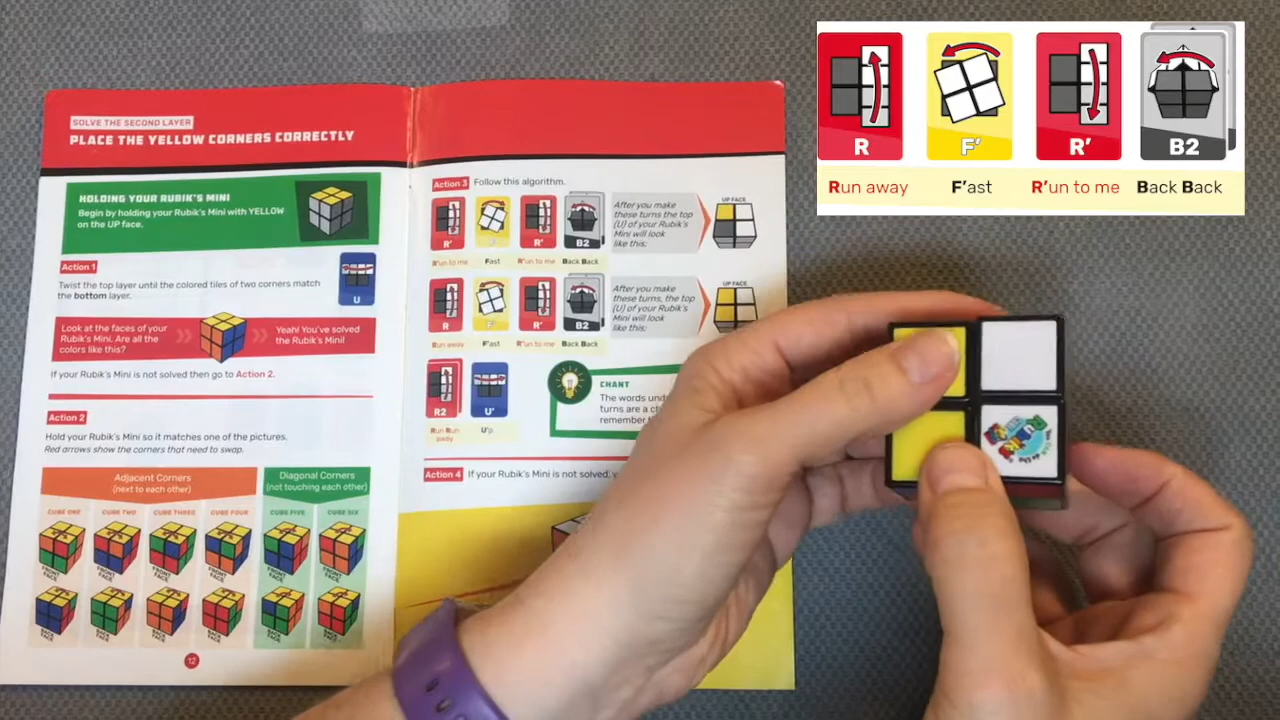 SOLVE THE SECOND LAYER
PLACE THE YELLOW CORNERS CORRECTLY
HOLDING YOUR RUBIK'S MINI
Begin by holding your Rubik's Mini with YELLOW
on the UP face.
Action 1
Twist the top layer until the colored tiles of two corners match
the bottom layer.
U
Look at the faces of your
Rubik's Mini. Are all the
colors like this?
Yeah! You've solved
the Rubik's Mini!
If your Rubik's Mini is not solved then go to Action 2.
Action 2
Hold your Rubik's Mini so it matches one of the pictures.
Red arrows show the corners that need to swap.
Adjacent Corners
(next to each other)
Diagonal Corners
(not touching each other)
CUBE ONE CUBE TWO CUBE THREE CUBE FOUR CUBE FIVE CUBE SIX
FRONT FACE
BACK FACE
12
Action 3 Follow this algorithm.
R' F R' B2
R'un to me Fast R'un to me Back Back
After you make
these turns the top
(U) of your Rubik's
Mini will look
like this:
UP FACE
R F' R' B2
Run away F'ast R'un to me Back Back
After you make
these turns, the top
(U) of your Rubik's
Mini will look
like this:
UP FACE
R2 U'
Run Run
away
U'p
CHANT
The words und
turns are a ch
remember t
Action 4 If your Rubik's Mini is not solved,
R F' R' B2
Run away F'ast R'un to me Back Back